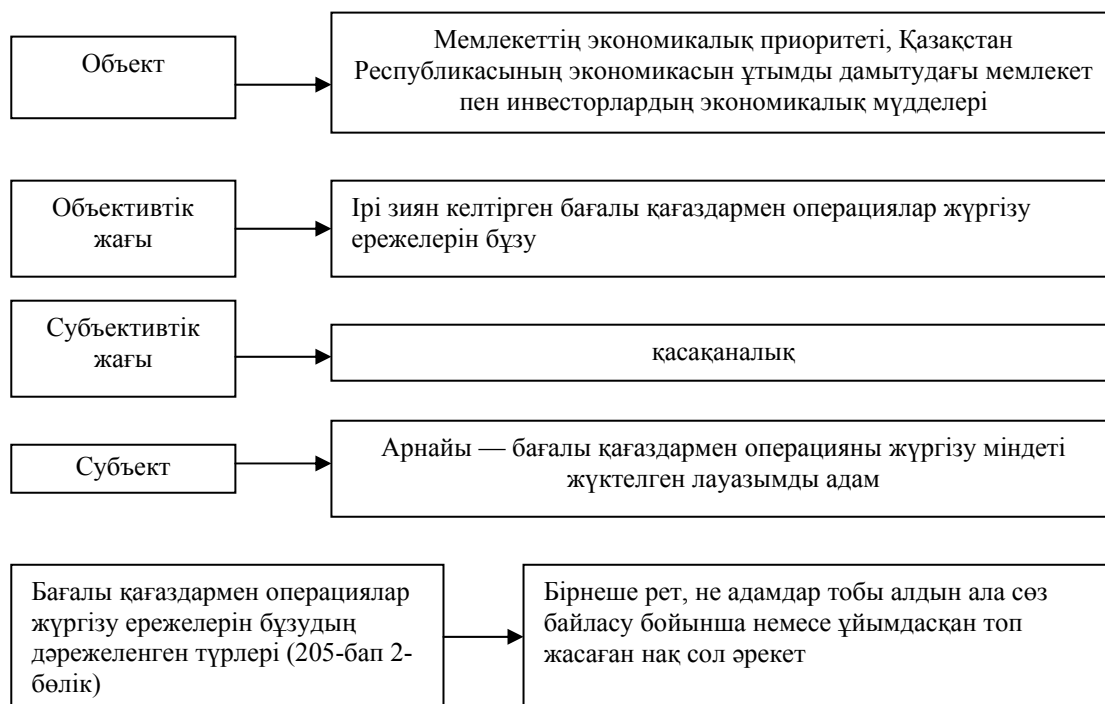 Объект
Мемлекеттің экономикалық приоритеті, Қазақстан
Республикасының экономикасын ұтымды дамытудағы мемлекет
пен инвесторлардың экономикалық мүдделері
Объективтік
жағы
Ірі зиян келтірген бағалы қағаздармен операциялар жүргізу
ережелерін бұзу
Субъективтік
жағы
қасақаналық
Субъект
Арнайы — бағалы қағаздармен операцияны жүргізу міндеті
жүктелген лауазымды адам
Бағалы қағаздармен операциялар
жүргізу ережелерін бұзудың
дәрежеленген түрлері (205-бап 2-
бөлік)
Бірнеше рет, не адамдар тобы алдын ала сөз
байласу бойынша немесе ұйымдасқан топ
жасаған нақ сол әрекет